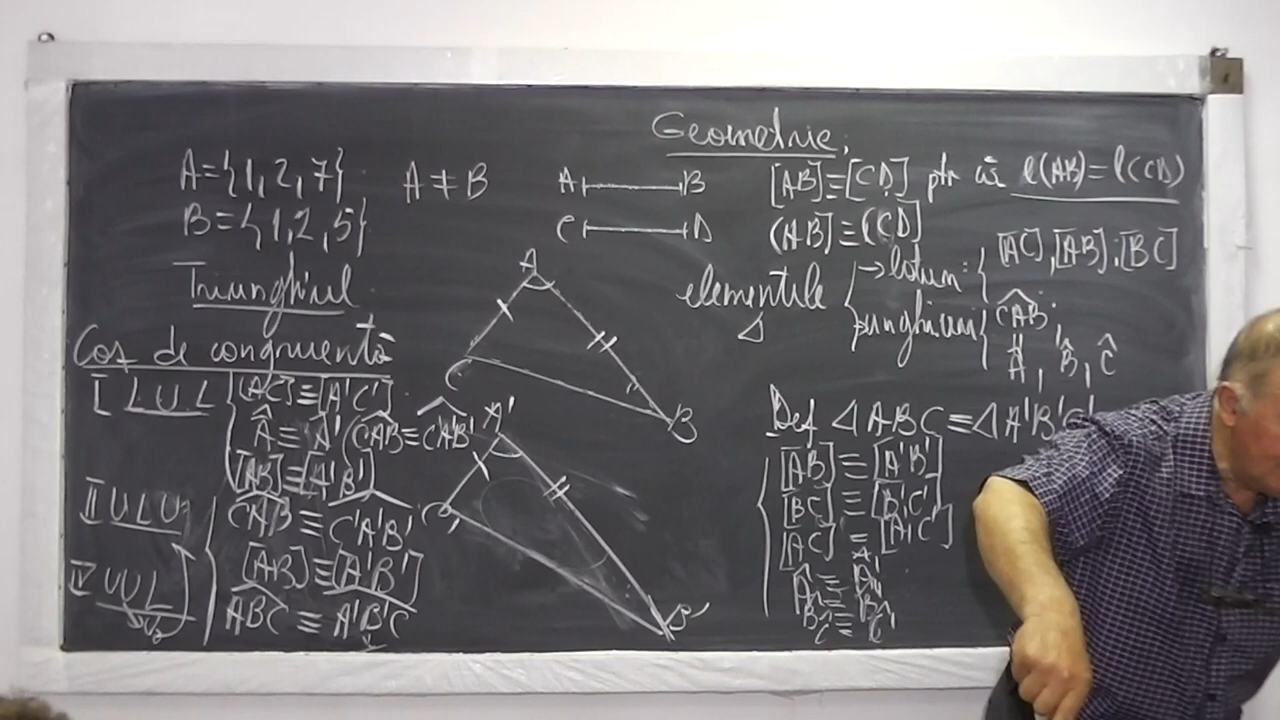 Geometrie
A={1,2,7} A ≠ B
B={1,2,5}
Triunghiul
A B [AB]≡[CD] ptr că l(AB)=l(CD)
C D (AB]≡(CD]
elementele Δ
→ laturi: { [AC], [AB]; [BC]
unghiuri { CAB
Â, B̂, Ĉ
A
C
B
Caz de congruență
I LUL
[AC]≡[A'C']
Â≡Â' (CAB≡C'A'B'
[AB]≡[A'B']
II ULU
CAB≡C'A'B'
[AB]≡[A'B']
ABC≡A'B'C
IV UUL
A'
C'
B'
Def ΔABC≡ΔA'B'C'
[AB]≡[A'B']
[BC]≡[B'C']
[AC]≡[A'C']
Â≡Â'
B̂≡B̂'
Ĉ≡Ĉ'